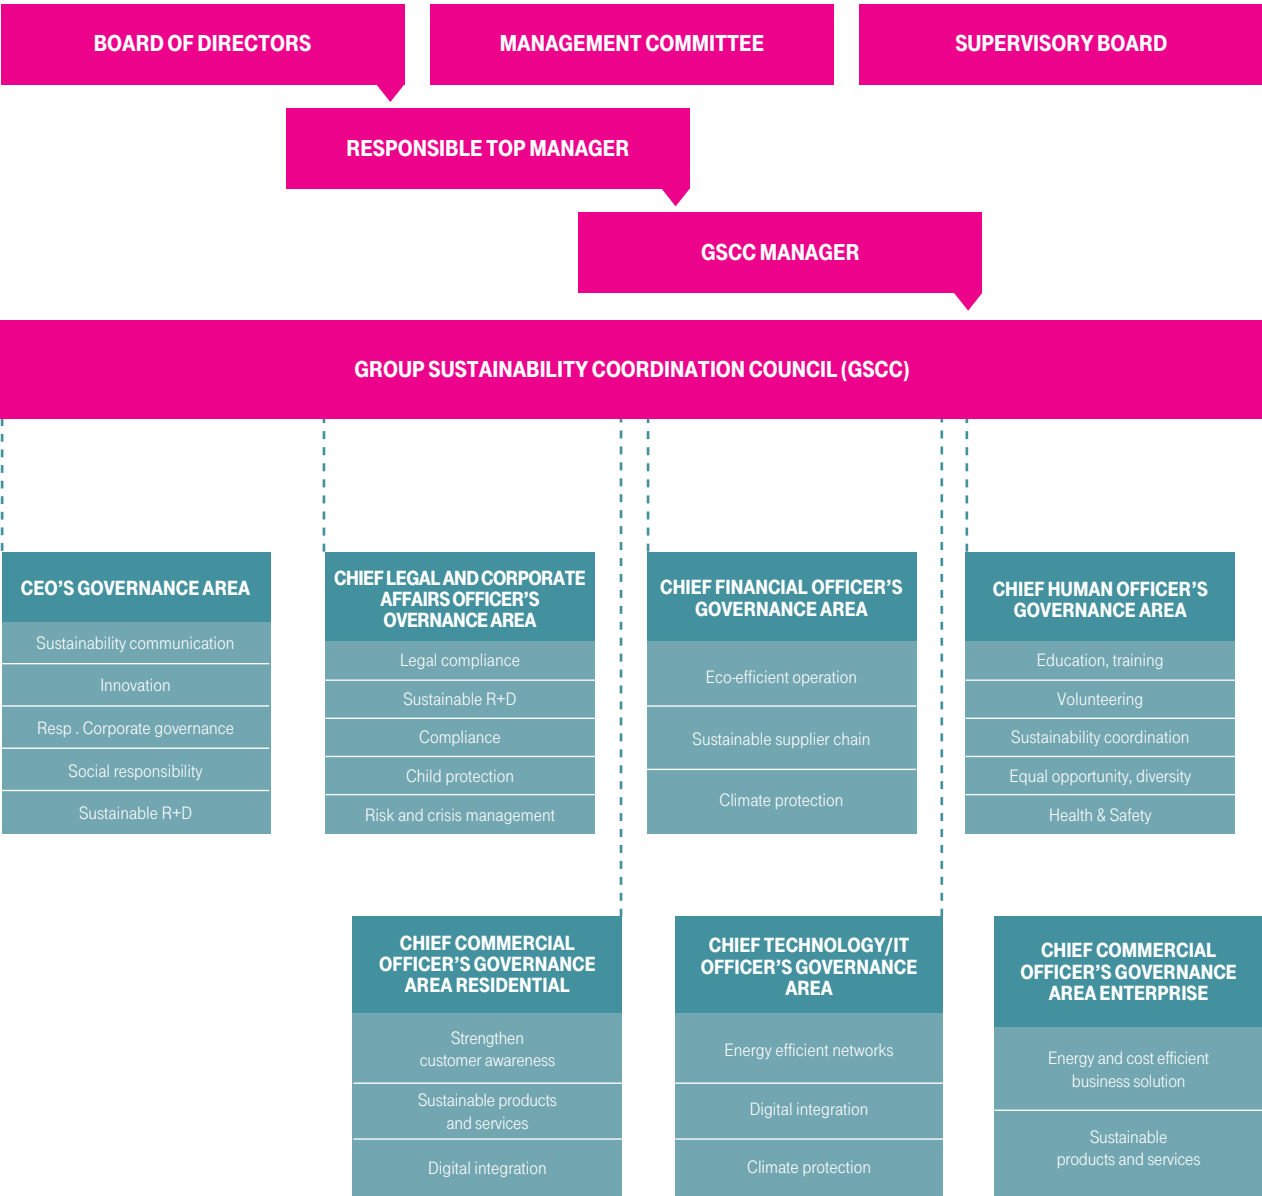 BOARD OF DIRECTORS
MANAGEMENT COMMITTEE
SUPERVISORY BOARD
RESPONSIBLE TOP MANAGER
GSCC MANAGER
GROUP SUSTAINABILITY COORDINATION COUNCIL (GSCC)
CEO'S GOVERNANCE AREA
Sustainability communication
Innovation
Resp . Corporate governance
Social responsibility
Sustainable R+D
CHIEF LEGAL AND CORPORATE
AFFAIRS OFFICER'S
OVERNANCE AREA
Legal compliance
Sustainable R+D
Compliance
Child protection
Risk and crisis management
CHIEF FINANCIAL OFFICER'S
GOVERNANCE AREA
Eco-efficient operation
Sustainable supplier chain
Climate protection
CHIEF HUMAN OFFICER'S
GOVERNANCE AREA
Education, training
Volunteering
Sustainability coordination
Equal opportunity, diversity
Health & Safety
CHIEF COMMERCIAL
OFFICER'S GOVERNANCE
AREA RESIDENTIAL
Strengthen
customer awareness
Sustainable products
and services
Digital integration
CHIEF TECHNOLOGY/IT
OFFICER'S GOVERNANCE
AREA
Energy efficient networks
Digital integration
Climate protection
CHIEF COMMERCIAL
OFFICER'S GOVERNANCE
AREA ENTERPRISE
Energy and cost efficient
business solution
Sustainable
products and services